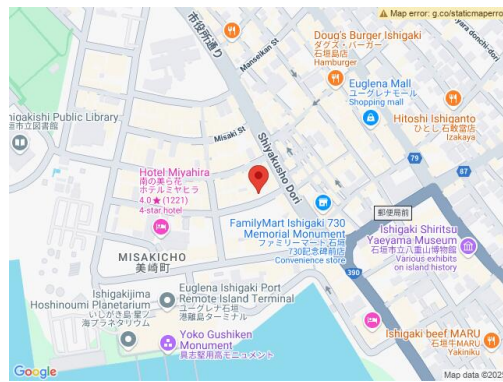 Map error: g.co/staticmaperro
市役所通り
Doug's Burger Ishigaki
ダグズ・バーガー
石垣島店
Hamburger
Manseikan St
Euglena Mall
ユーグレナモール
Shopping mall
Hitoshi Ishiganto
ひとし 石敢當店
Izakaya
Public Library
市立図書館
Misaki St
Shiyakusho Dori
79
87
Hotel Miyahira
南の美ら花
ホテルミヤヒラ
4.0★ (1221)
4-star hotel
郵便局前
FamilyMart Ishigaki 730
Memorial Monument
ファミリーマート石垣
730記念碑前店
Convenience store
Ishigaki Shiritsu
Yaeyama Museum
石垣市立八重山博物館
Various exhibits
on island history
MISAKICHO
美崎町
390
Euglena Ishigaki Port
Remote Island Terminal
ユーグレナ石垣
港離島ターミナル
Ishigakijima
Hoshinoumi Planetarium
いしがき島 星ノ
海プラネタリウム
Yoko Gushiken
Monument
具志堅用高モニュメント
Ishigaki beef MARU
石垣牛MARU
Yakiniku
Google
Map data ©202